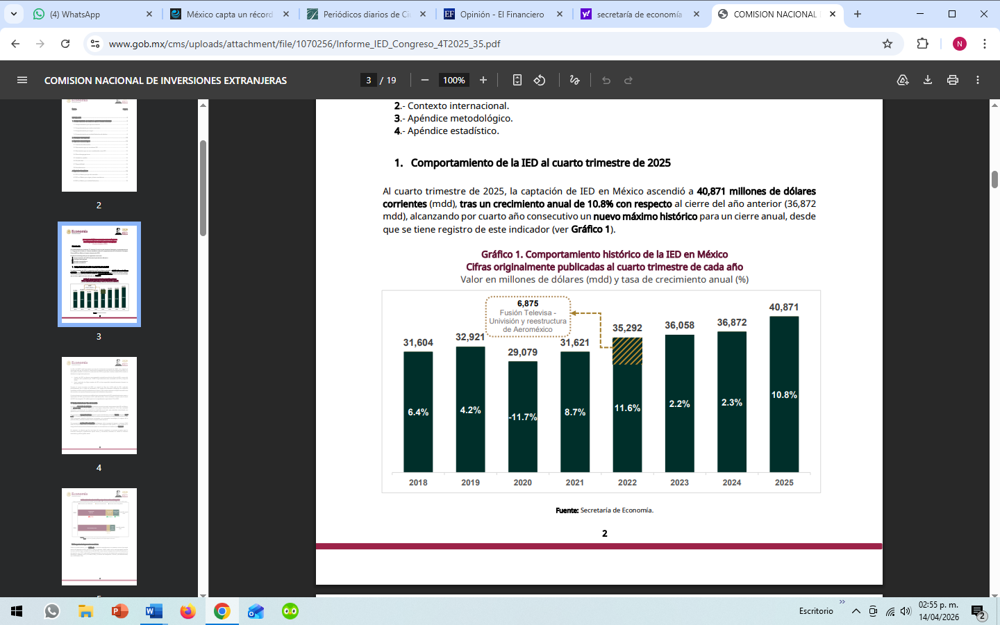 (4) WhatsApp
México capta un récord
Periódicos diarios de Ci
Opinión - El Financiero
secretaría de economía
COMISION NACIONAL
www.gob.mx/cms/uploads/attachment/file/1070256/Informe_IED_Congreso_4T2025_35.pdf
N
COMISION NACIONAL DE INVERSIONES EXTRANJERAS
3 / 19
100%
2
3
4
Economía
2.- Contexto internacional.
3.- Apéndice metodológico.
4.- Apéndice estadístico.
1. Comportamiento de la IED al cuarto trimestre de 2025
Al cuarto trimestre de 2025, la captación de IED en México ascendió a 40,871 millones de dólares
corrientes (mdd), tras un crecimiento anual de 10.8% con respecto al cierre del año anterior (36,872
mdd), alcanzando por cuarto año consecutivo un nuevo máximo histórico para un cierre anual, desde
que se tiene registro de este indicador (ver Gráfico 1).
Gráfico 1. Comportamiento histórico de la IED en México
Cifras originalmente publicadas al cuarto trimestre de cada año
Valor en millones de dólares (mdd) y tasa de crecimiento anual (%)
6,875
Fusión Televisa -
Univisión y reestructura
de Aeroméxico
31,604
32,921
29,079
31,621
35,292
36,058
36,872
40,871
6.4%
4.2%
-11.7%
8.7%
11.6%
2.2%
2.3%
10.8%
2018
2019
2020
2021
2022
2023
2024
2025
Fuente: Secretaría de Economía.
2
Escritorio
02:55 p. m.
14/04/2026
2